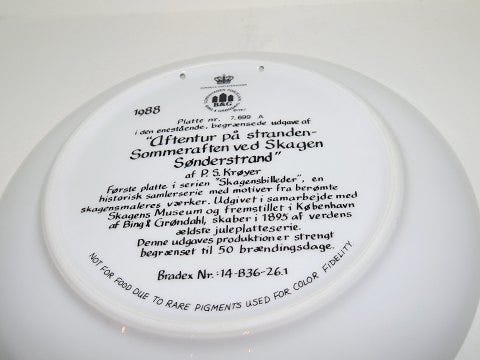 B&G
1988
Platte nr. 7.699 A
i den enestående, begrænsede udgave af
"Aftentur på stranden-
Sommeraften ved Skagen
Sønderstrand"
af P. S. Krøyer
Første platte i serien "Skagensbilleder", en
historisk samlerserie med motiver fra berømte
skagensmaleres værker. Udgivet i samarbejde med
Skagens Museum og fremstillet i København
af Bing & Grøndahl, skaber i 1895 af verdens
ældste juleplatteserie.
Denne udgaves produktion er strengt
begrænset til 50 brændingsdage.
Bradex Nr.: 14-B36-26.1
NOT FOR FOOD DUE TO RARE PIGMENTS USED FOR COLOR FIDELITY.